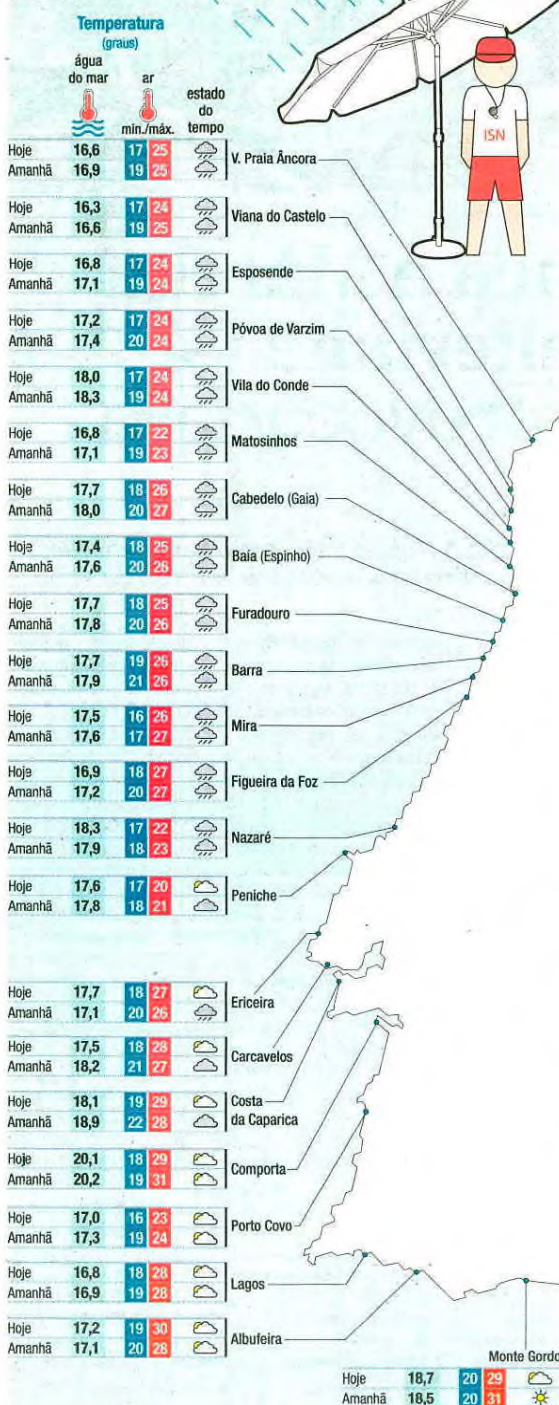 Temperatura
(graus)
água do mar
ar
mín./máx.
estado do tempo
ISN
Hoje 16,6 17 25
Amanhã 16,9 19 25
V. Praia Âncora
Hoje 16,3 17 24
Amanhã 16,6 19 25
Viana do Castelo
Hoje 16,8 17 24
Amanhã 17,1 19 24
Esposende
Hoje 17,2 17 24
Amanhã 17,4 20 24
Póvoa de Varzim
Hoje 18,0 17 24
Amanhã 18,3 19 24
Vila do Conde
Hoje 16,8 17 22
Amanhã 17,1 19 23
Matosinhos
Hoje 17,7 18 26
Amanhã 18,0 20 27
Cabedelo (Gaia)
Hoje 17,4 18 25
Amanhã 17,6 20 26
Baía (Espinho)
Hoje 17,7 18 25
Amanhã 17,8 20 26
Furadouro
Hoje 17,7 19 26
Amanhã 17,9 21 26
Barra
Hoje 17,5 16 26
Amanhã 17,6 17 27
Mira
Hoje 16,9 18 27
Amanhã 17,2 20 27
Figueira da Foz
Hoje 18,3 17 22
Amanhã 17,9 18 23
Nazaré
Hoje 17,6 17 20
Amanhã 17,8 18 21
Peniche
Hoje 17,7 18 27
Amanhã 17,1 20 26
Ericeira
Hoje 17,5 18 28
Amanhã 18,2 21 27
Carcavelos
Hoje 18,1 19 29
Amanhã 18,9 22 28
Costa
da Caparica
Hoje 20,1 18 29
Amanhã 20,2 19 31
Comporta
Hoje 17,0 16 23
Amanhã 17,3 19 24
Porto Covo
Hoje 16,8 18 28
Amanhã 16,9 19 28
Lagos
Hoje 17,2 19 30
Amanhã 17,1 20 28
Albufeira
Monte Gordo
Hoje 18,7 20 29
Amanhã 18,5 20 31